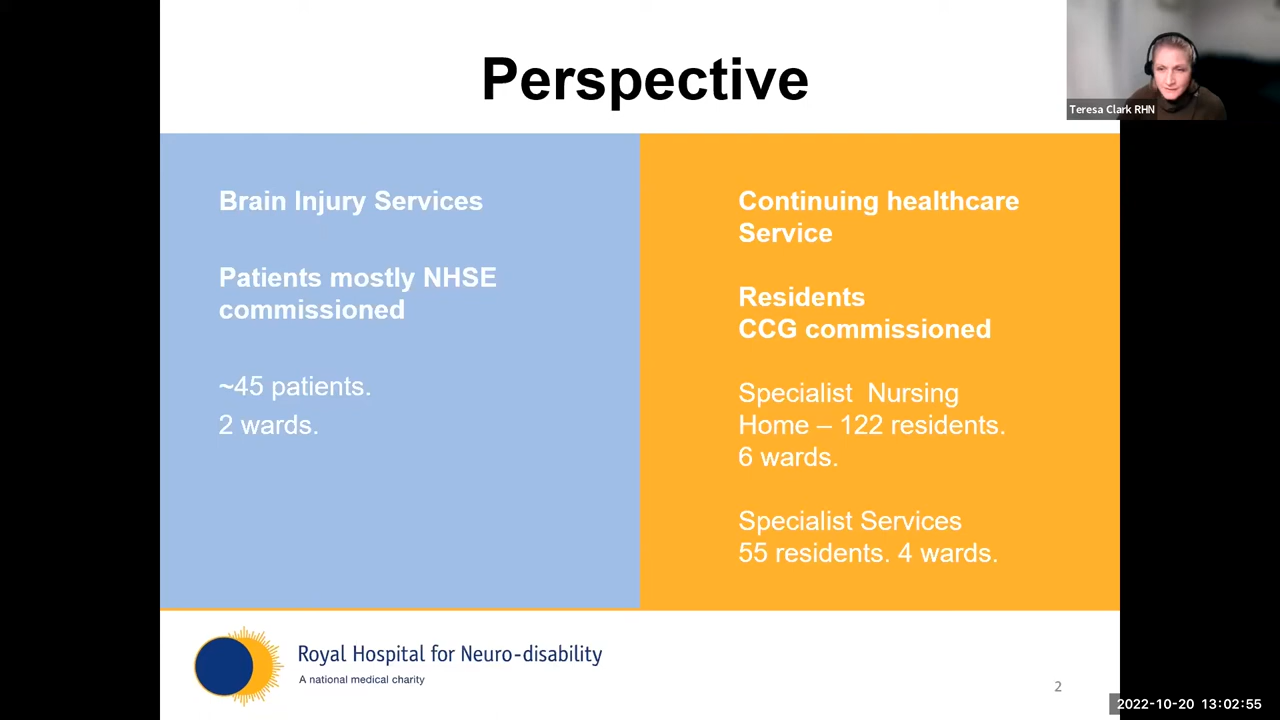 Perspective
Teresa Clark RHN
Brain Injury Services
Patients mostly NHSE
commissioned
~45 patients.
2 wards.
Continuing healthcare
Service
Residents
CCG commissioned
Specialist  Nursing
Home – 122 residents.
6 wards.
Specialist Services
55 residents. 4 wards.
Royal Hospital for Neuro-disability
A national medical charity
2
2022-10-20 13:02:55